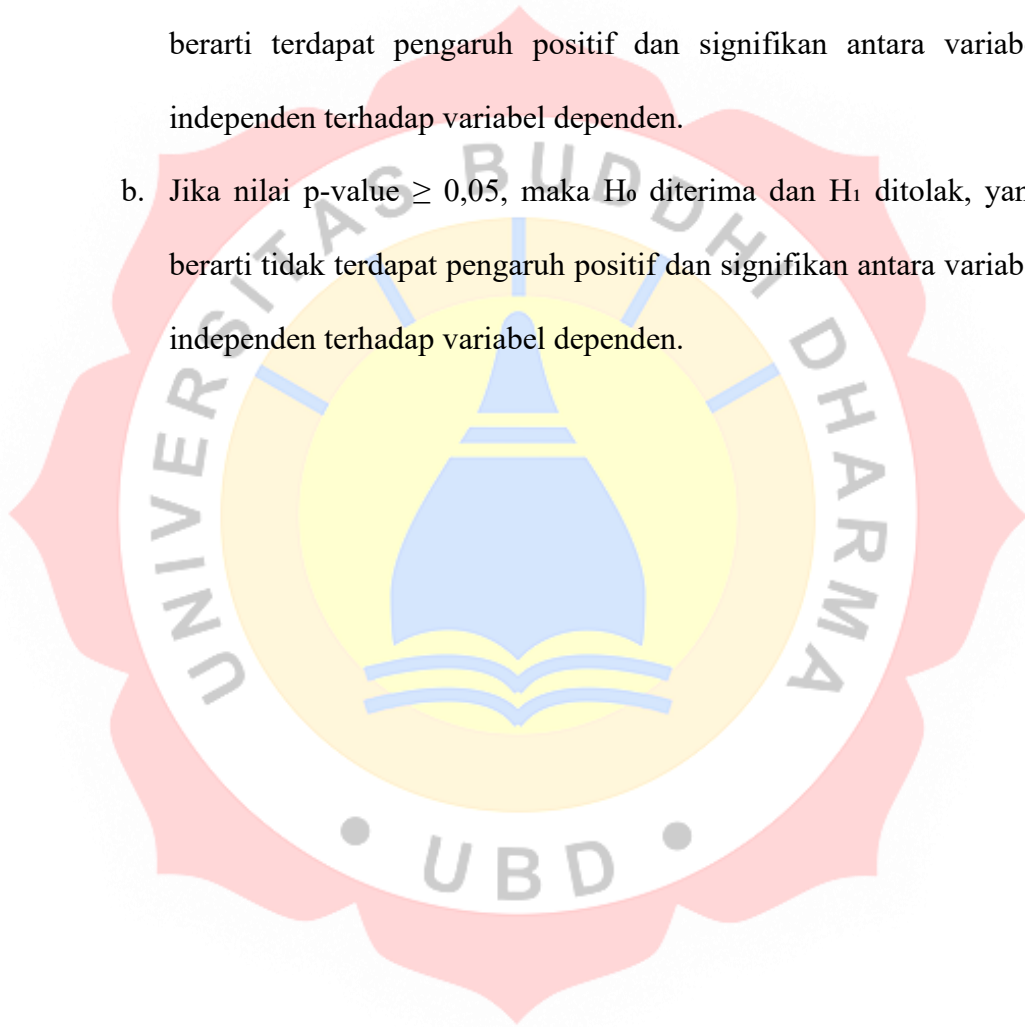 berarti terdapat pengaruh positif dan signifikan antara variab
independen terhadap variabel dependen.
b. Jika nilai p-value ≥ 0,05, maka H₀ diterima dan H₁ ditolak, yan
berarti tidak terdapat pengaruh positif dan signifikan antara variab
independen terhadap variabel dependen.
UNIVERSITAS BUDDHI DHARMA
• UBD •